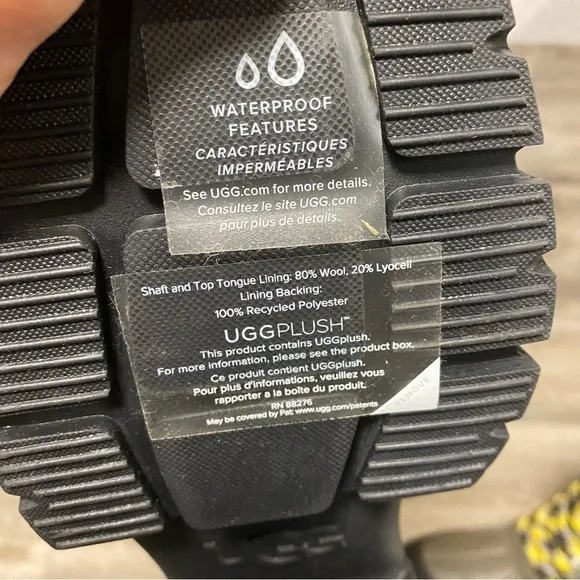 WATERPROOF
FEATURES
CARACTÉRISTIQUES
IMPERMÉABLES
See UGG.com for more details.
Consultez le site UGG.com
pour plus de détails.
Shaft and Top Tongue Lining: 80% Wool, 20% Lyocell
Lining Backing:
100% Recycled Polyester
UGGPLUSH™
This product contains UGGplush.
For more information, please see the product box.
Ce produit contient UGGplush.
Pour plus d'informations, veuillez vous
rapporter a la boîte du produit.
RN 88276
May be covered by Pat: www.ugg.com/patents
REMOVE